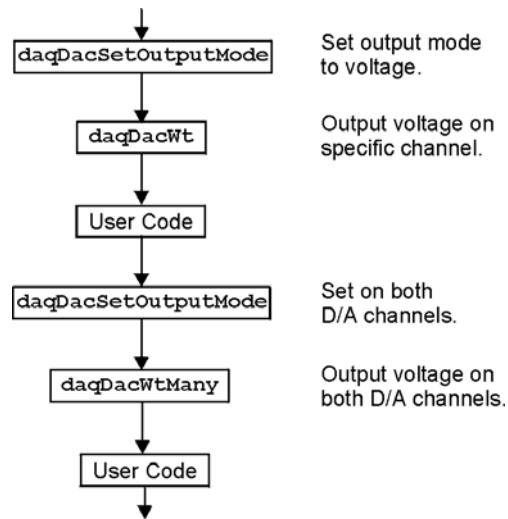 daqDacSetOutputMode
Set output mode
to voltage.
daqDacWt
Output voltage on
specific channel.
User Code
daqDacSetOutputMode
Set on both
D/A channels.
daqDacWtMany
Output voltage on
both D/A channels.
User Code